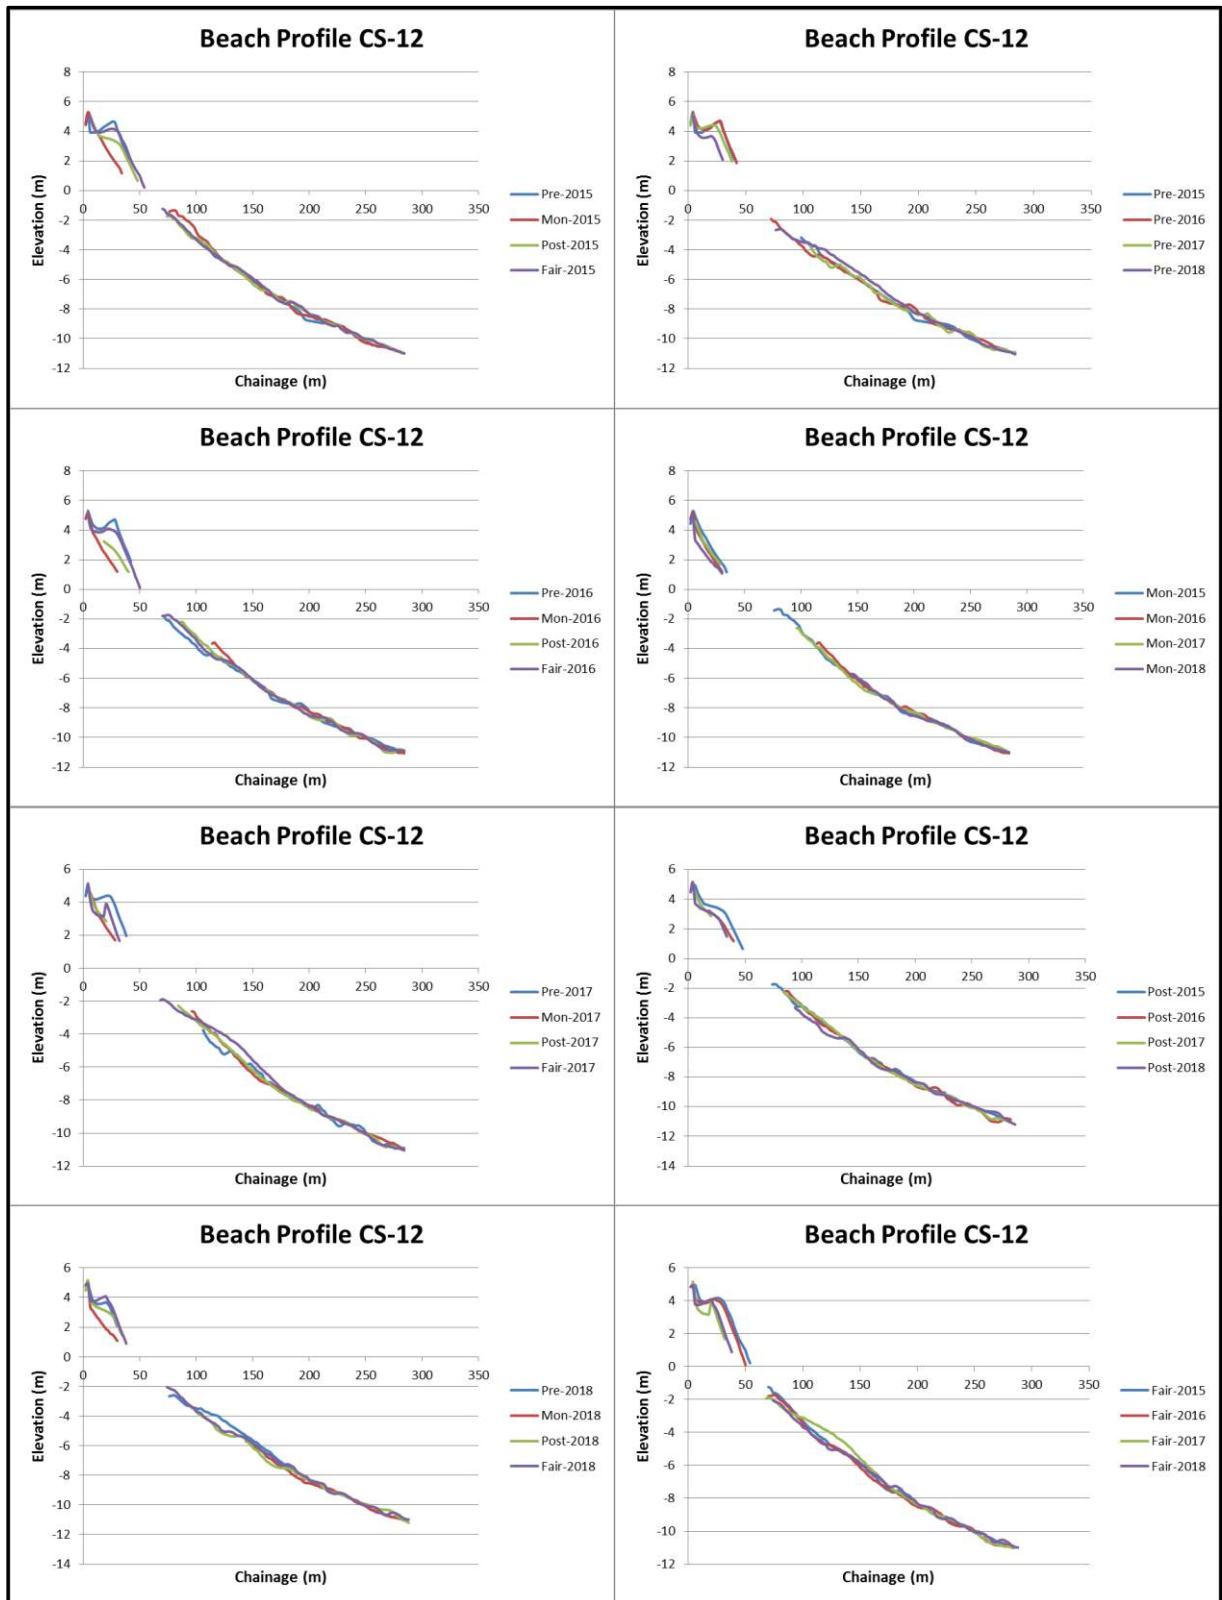 Beach Profile CS-12
8
6
4
2
0
-2
-4
-6
-8
-10
-12
0 50 100 150 200 250 300 350
Elevation (m)
Chainage (m)
Pre-2015
Mon-2015
Post-2015
Fair-2015
Beach Profile CS-12
8
6
4
2
0
-2
-4
-6
-8
-10
-12
0 50 100 150 200 250 300 350
Elevation (m)
Chainage (m)
Pre-2015
Pre-2016
Pre-2017
Pre-2018
Beach Profile CS-12
8
6
4
2
0
-2
-4
-6
-8
-10
-12
0 50 100 150 200 250 300 350
Elevation (m)
Chainage (m)
Pre-2016
Mon-2016
Post-2016
Fair-2016
Beach Profile CS-12
8
6
4
2
0
-2
-4
-6
-8
-10
-12
0 50 100 150 200 250 300 350
Elevation (m)
Chainage (m)
Mon-2015
Mon-2016
Mon-2017
Mon-2018
Beach Profile CS-12
6
4
2
0
-2
-4
-6
-8
-10
-12
0 50 100 150 200 250 300 350
Elevation (m)
Chainage (m)
Pre-2017
Mon-2017
Post-2017
Fair-2017
Beach Profile CS-12
6
4
2
0
-2
-4
-6
-8
-10
-12
-14
0 50 100 150 200 250 300 350
Elevation (m)
Chainage (m)
Post-2015
Post-2016
Post-2017
Post-2018
Beach Profile CS-12
6
4
2
0
-2
-4
-6
-8
-10
-12
-14
0 50 100 150 200 250 300 350
Elevation (m)
Chainage (m)
Pre-2018
Mon-2018
Post-2018
Fair-2018
Beach Profile CS-12
6
4
2
0
-2
-4
-6
-8
-10
-12
0 50 100 150 200 250 300 350
Elevation (m)
Chainage (m)
Fair-2015
Fair-2016
Fair-2017
Fair-2018